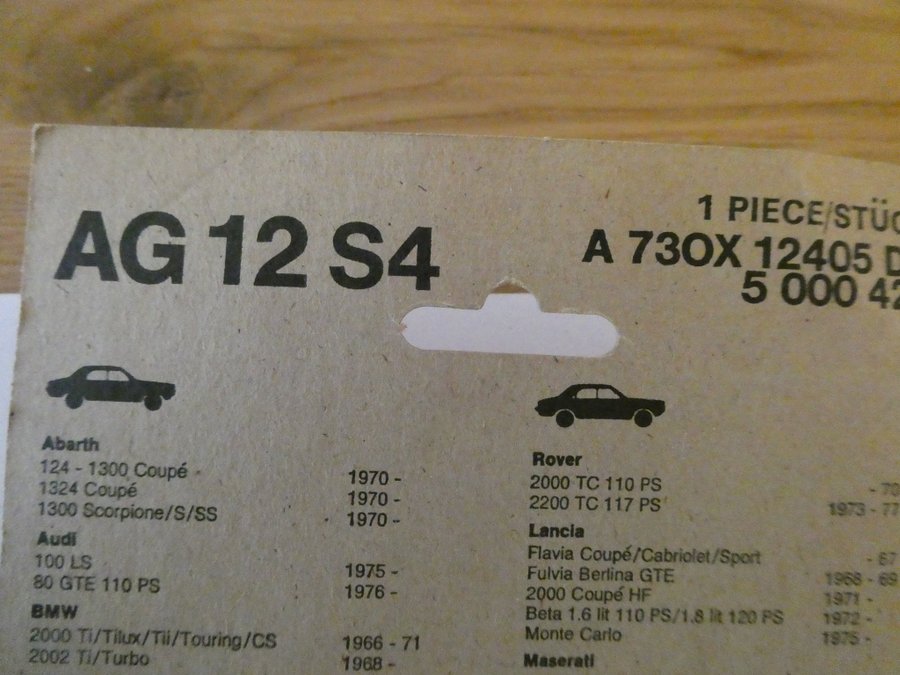 AG 12 S4
1 PIECE/STÜC
A 730X 12405 D
5 000 42
Abarth
124 - 1300 Coupé 1970 -
1324 Coupé 1970 -
1300 Scorpione/S/SS 1970 -
Audi
100 LS 1975 -
80 GTE 110 PS 1976 -
BMW
2000 Ti/Tilux/Tii/Touring/CS 1966 - 71
2002 Ti/Turbo 1968 -
Rover
2000 TC 110 PS - 70
2200 TC 117 PS 1973 - 77
Lancia
Flavia Coupé/Cabriolet/Sport - 67
Fulvia Berlina GTE 1968 - 69
2000 Coupé HF 1971 -
Beta 1.6 lit 110 PS/1.8 lit 120 PS 1972 -
Monte Carlo 1975 -
Maserati